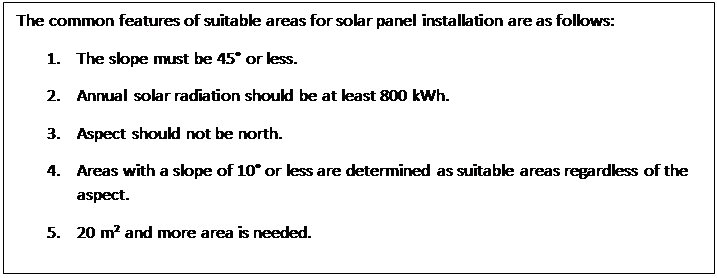 The common features of suitable areas for solar panel installation are as follows:
1. The slope must be 45° or less.
2. Annual solar radiation should be at least 800 kWh.
3. Aspect should not be north.
4. Areas with a slope of 10° or less are determined as suitable areas regardless of the
aspect.
5. 20 m² and more area is needed.